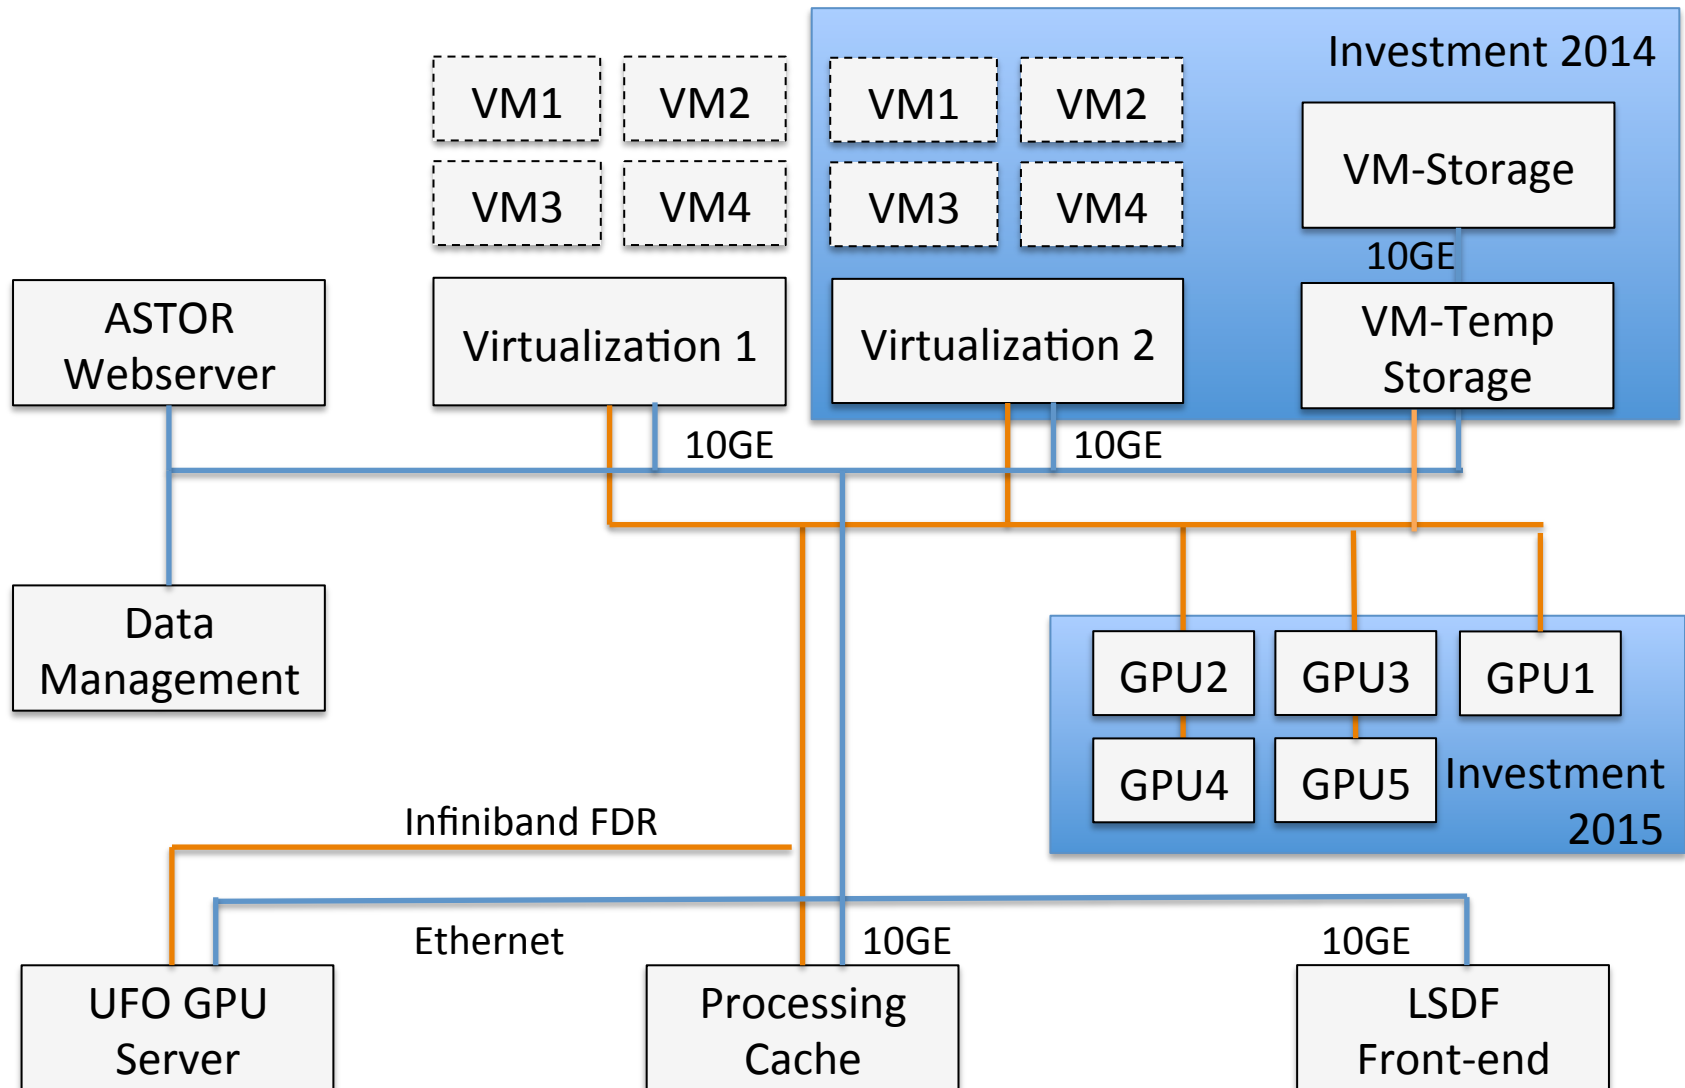 Investment 2014
VM1
VM2
VM1
VM2
VM-Storage
VM3
VM4
VM3
VM4
10GE
ASTOR
Webserver
Virtualization 1
Virtualization 2
VM-Temp
Storage
10GE
10GE
Data
Management
GPU2
GPU3
GPU1
GPU4
GPU5
Investment
2015
Infiniband FDR
Ethernet
10GE
10GE
UFO GPU
Server
Processing
Cache
LSDF
Front-end